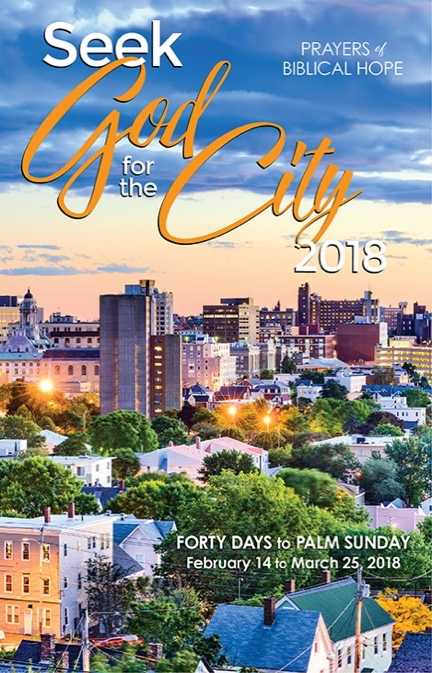 Seek
God
for
the
City
2018
PRAYERS of
BIBLICAL HOPE
FORTY DAYS to PALM SUNDAY
February 14 to March 25, 2018